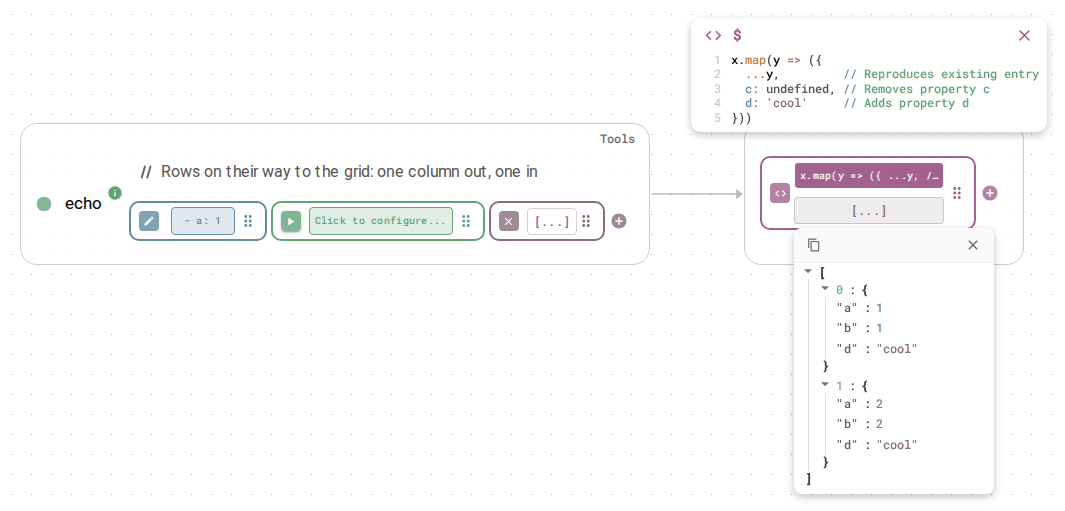 $
1 x.map(y => ({
2 ...y, // Reproduces existing entry
3 c: undefined, // Removes property c
4 d: 'cool' // Adds property d
5 }))
Tools
// Rows on their way to the grid: one column out, one in
echo
- a: 1
Click to configure...
[...]
x.map(y => ({ ...y, /…
[...]
[
0 : {
"a" : 1
"b" : 1
"d" : "cool"
}
1 : {
"a" : 2
"b" : 2
"d" : "cool"
}
]